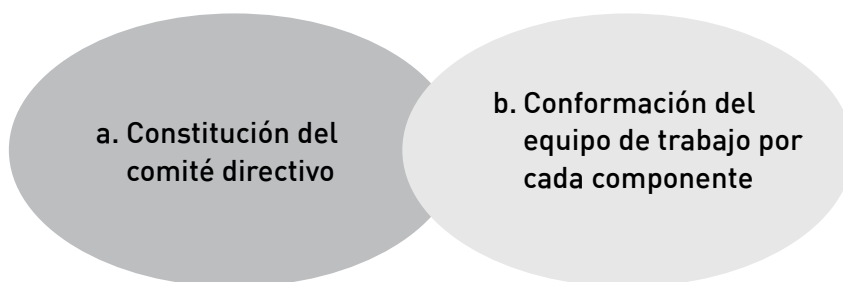 a. Constitución del
comité directivo
b. Conformación del
equipo de trabajo por
cada componente